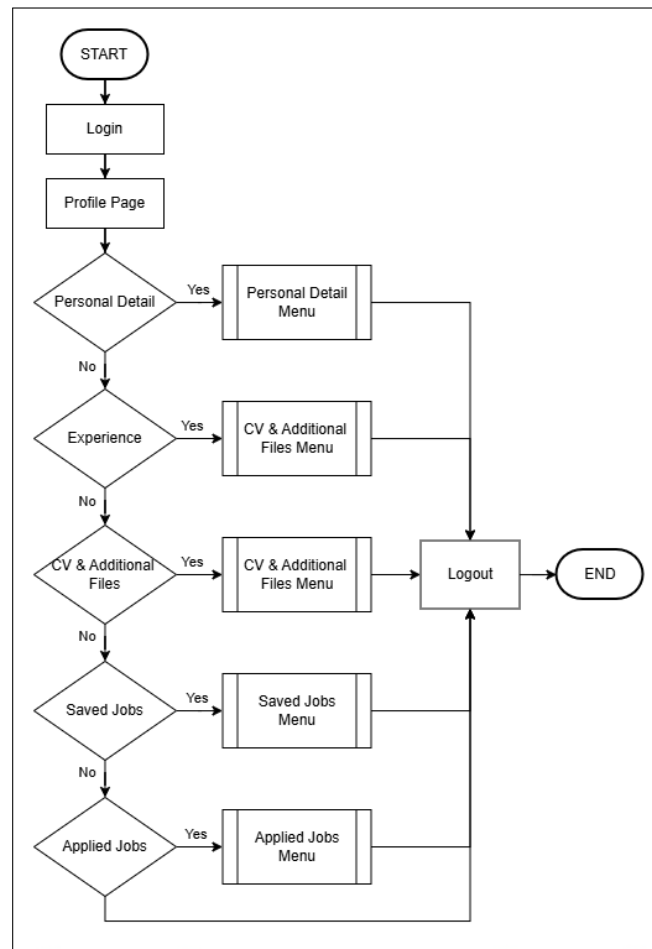 START
Login
Profile Page
Personal Detail
Yes
Personal Detail
Menu
No
Experience
Yes
CV & Additional
Files Menu
No
CV & Additional
Files
Yes
CV & Additional
Files Menu
Logout
END
No
Saved Jobs
Yes
Saved Jobs
Menu
No
Applied Jobs
Yes
Applied Jobs
Menu